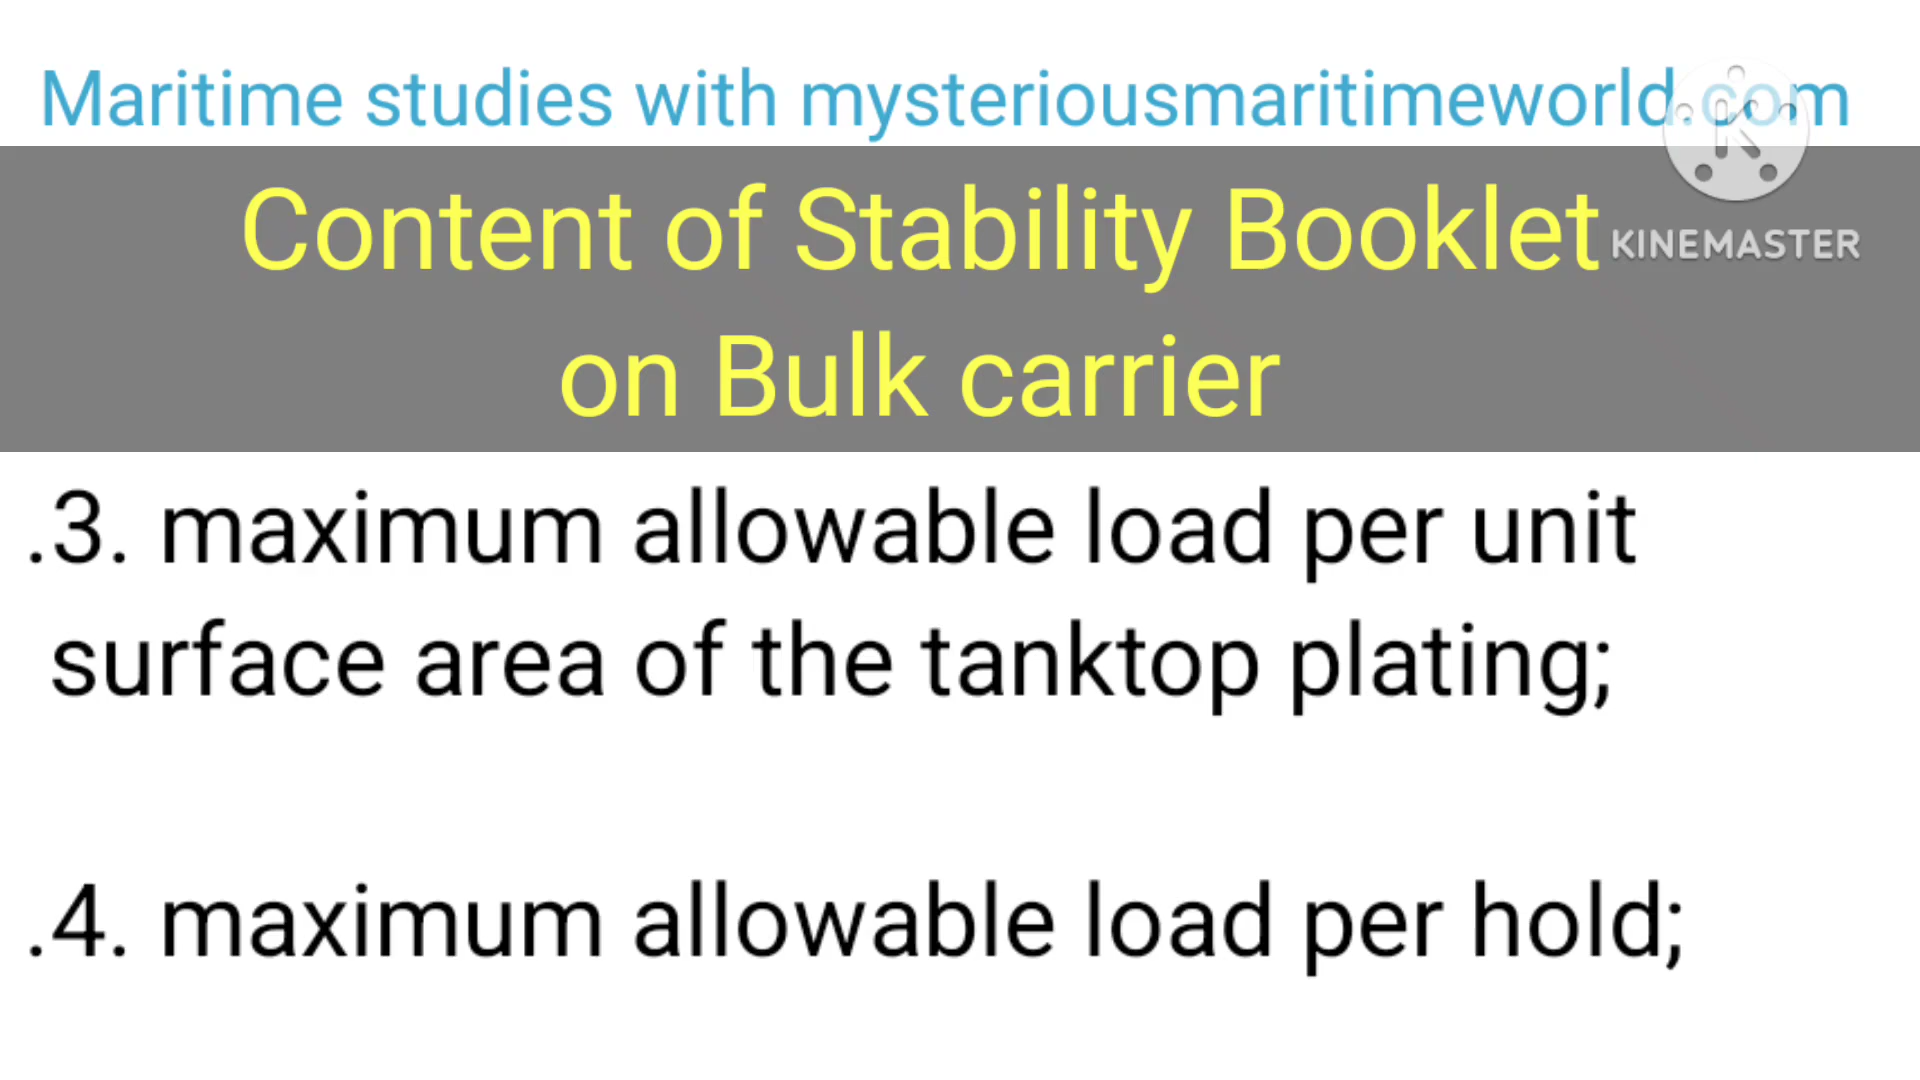 Maritime studies with mysteriousmaritimeworld.com
Content of Stability Booklet
KINEMASTER
on Bulk carrier
.3. maximum allowable load per unit
surface area of the tanktop plating;
.4. maximum allowable load per hold;